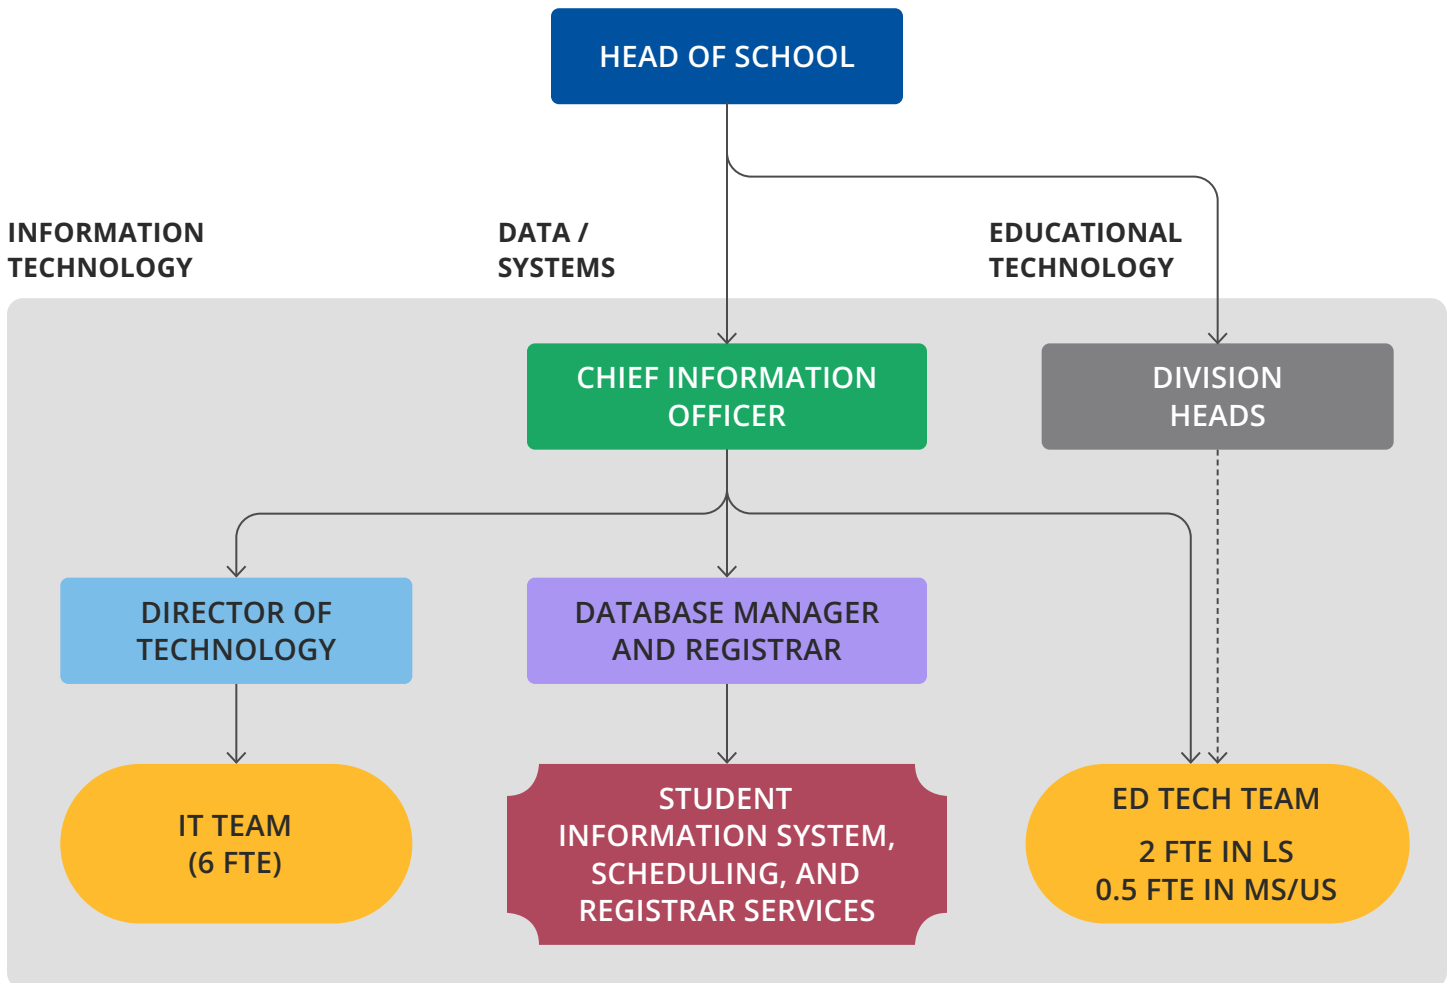 HEAD OF SCHOOL
INFORMATION
TECHNOLOGY
DATA /
SYSTEMS
EDUCATIONAL
TECHNOLOGY
CHIEF INFORMATION
OFFICER
DIVISION
HEADS
DIRECTOR OF
TECHNOLOGY
DATABASE MANAGER
AND REGISTRAR
IT TEAM
(6 FTE)
STUDENT
INFORMATION SYSTEM,
SCHEDULING, AND
REGISTRAR SERVICES
ED TECH TEAM
2 FTE IN LS
0.5 FTE IN MS/US